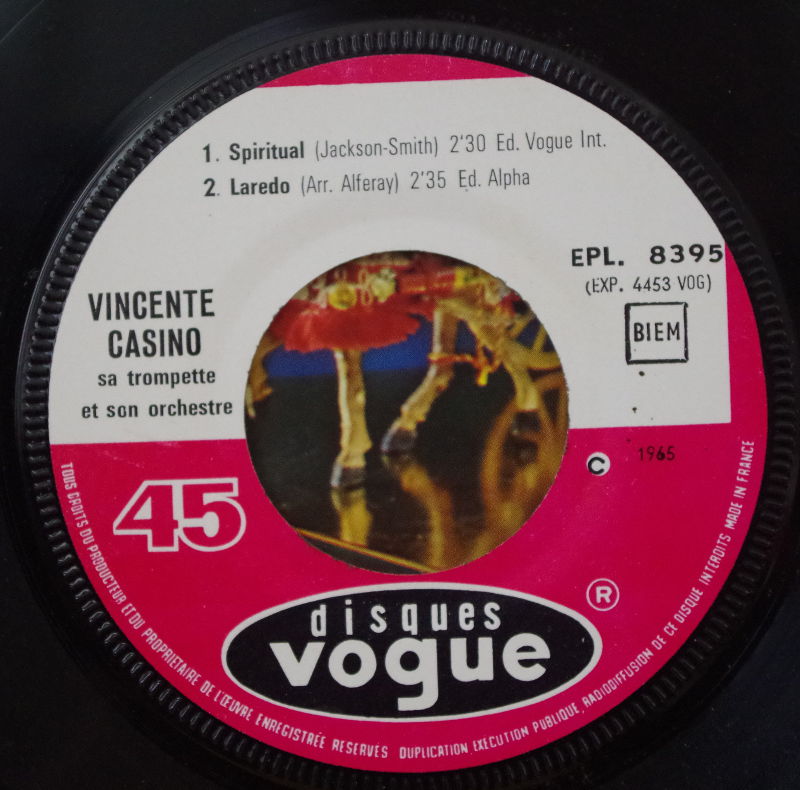 1. Spiritual (Jackson-Smith) 2'30 Ed. Vogue Int.
2. Laredo (Arr. Alferay) 2'35 Ed. Alpha
EPL. 8395
(EXP. 4453 VOG)
BIEM
VINCENTE
CASINO
sa trompette
et son orchestre
C 1965
45
R
disques
vogue
TOUS DROITS DU PRODUCTEUR ET DU PROPRIETAIRE DE L'ŒUVRE ENREGISTRÉE RESERVÉS DUPLICATION, EXÉCUTION PUBLIQUE, RADIODIFFUSION DE CE DISQUE INTERDITS MADE IN FRANCE